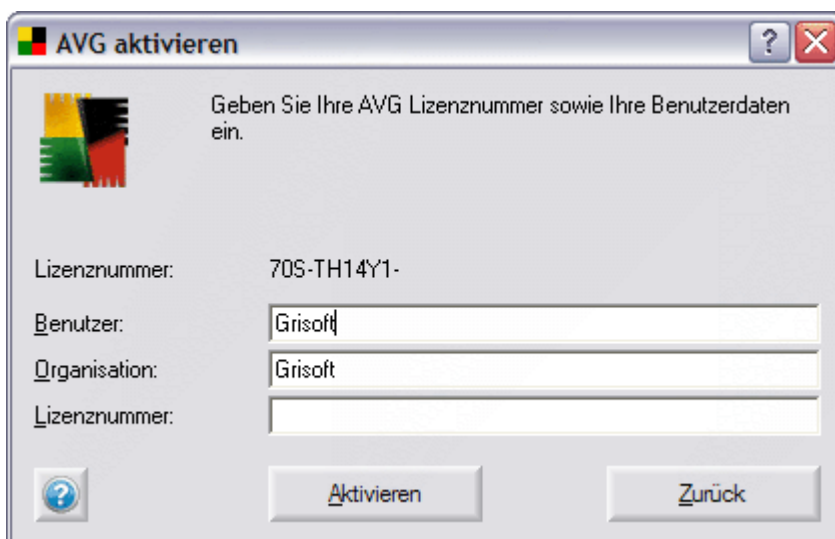 AVG aktivieren
Geben Sie Ihre AVG Lizenznummer sowie Ihre Benutzerdaten
ein.
Lizenznummer: 70S-TH14Y1-
Benutzer: Grisoft
Organisation: Grisoft
Lizenznummer:
Aktivieren Zurück